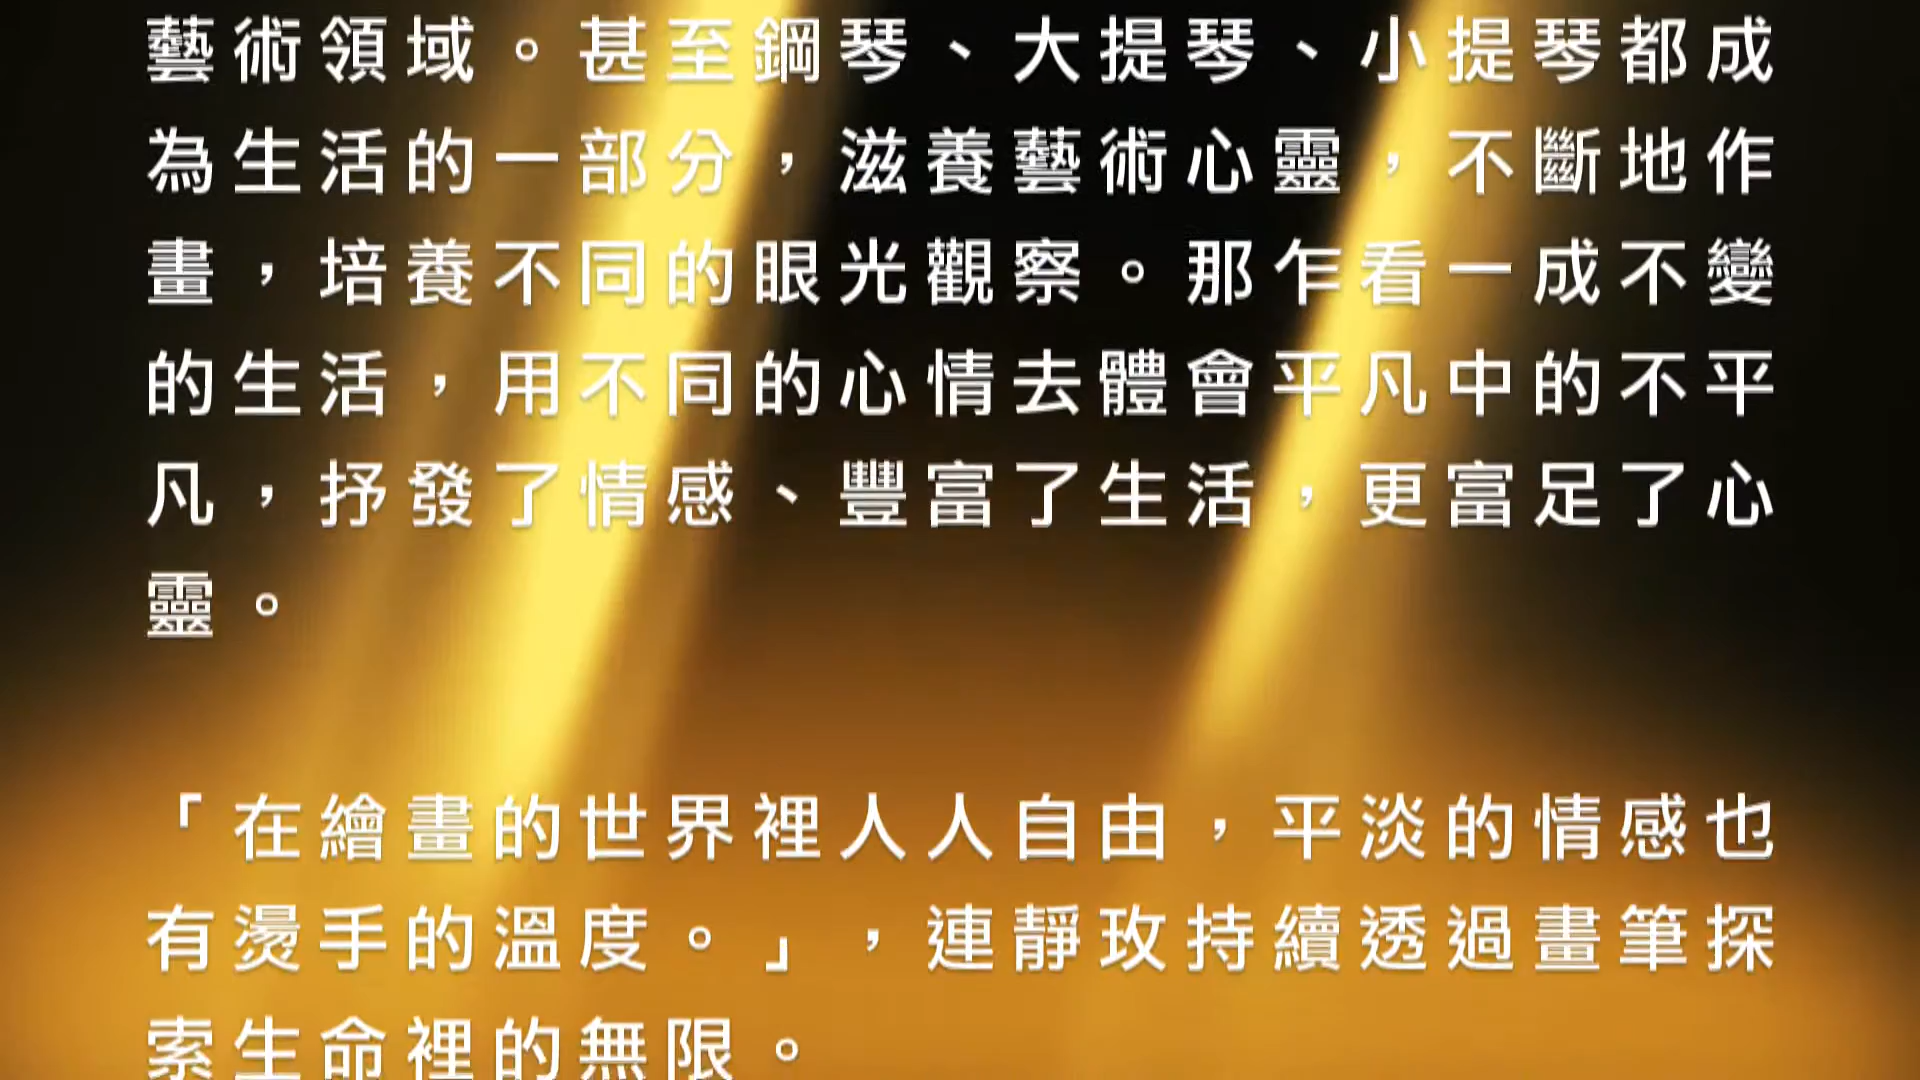 藝術領域。甚至鋼琴、大提琴、小提琴都成
為生活的一部分，滋養藝術心靈，不斷地作
畫，培養不同的眼光觀察。那乍看一成不變
的生活，用不同的心情去體會平凡中的不平
凡，抒發了情感、豐富了生活，更富足了心
靈。
「在繪畫的世界裡人人自由，平淡的情感也
有燙手的溫度。」，連靜玫持續透過畫筆探
索生命裡的無限。